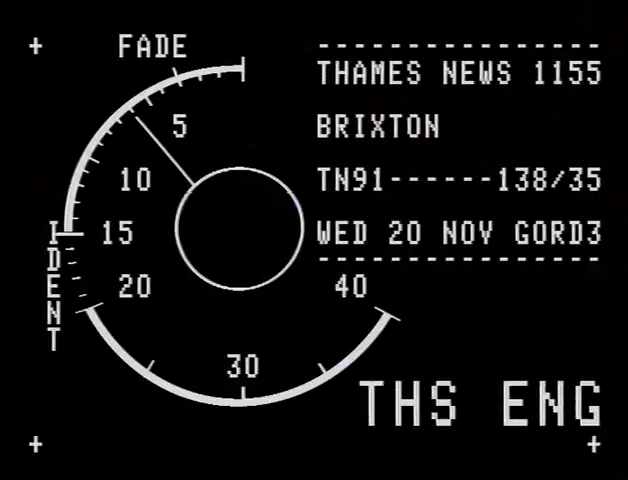 FADE
THAMES NEWS 1155
BRIXTON
TN91------138/35
WED 20 NOV GORD3
5
10
15
20
30
40
IDENT
THS ENG